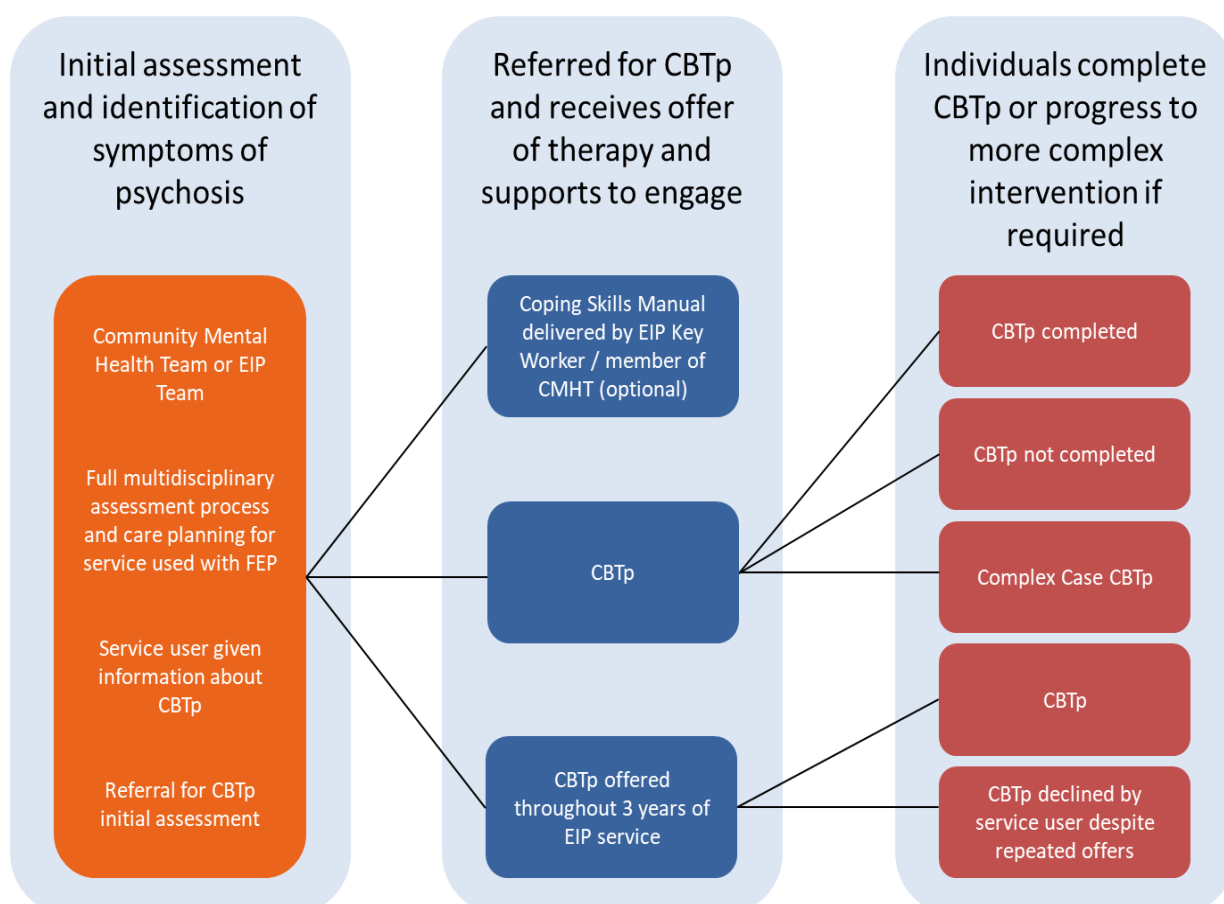 Initial assessment
and identification of
symptoms of
psychosis
Community Mental
Health Team or EIP
Team
Full multidisciplinary
assessment process
and care planning for
service used with FEP
Service user given
information about
CBTp
Referral for CBTp
initial assessment
Referred for CBTp
and receives offer
of therapy and
supports to engage
Coping Skills Manual
delivered by EIP Key
Worker / member of
CMHT (optional)
CBTp
CBTp offered
throughout 3 years of
EIP service
Individuals complete
CBTp or progress to
more complex
intervention if
required
CBTp completed
CBTp not completed
Complex Case CBTp
CBTp
CBTp declined by
service user despite
repeated offers